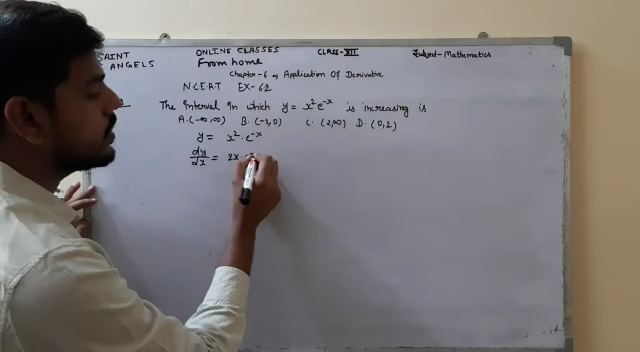 SAINT ANGELS
ONLINE CLASSES From home
CLASS-XII
Subject-Mathematics
Chapter-6 Application Of Derivative
NCERT EX-6.2
The Interval In which y = x²e⁻ˣ is increasing is
A. (-∞, ∞) B. (-2, 0) C. (2, ∞) D. (0, 2)
y = x² · e⁻ˣ
dy/dx = 2x ·